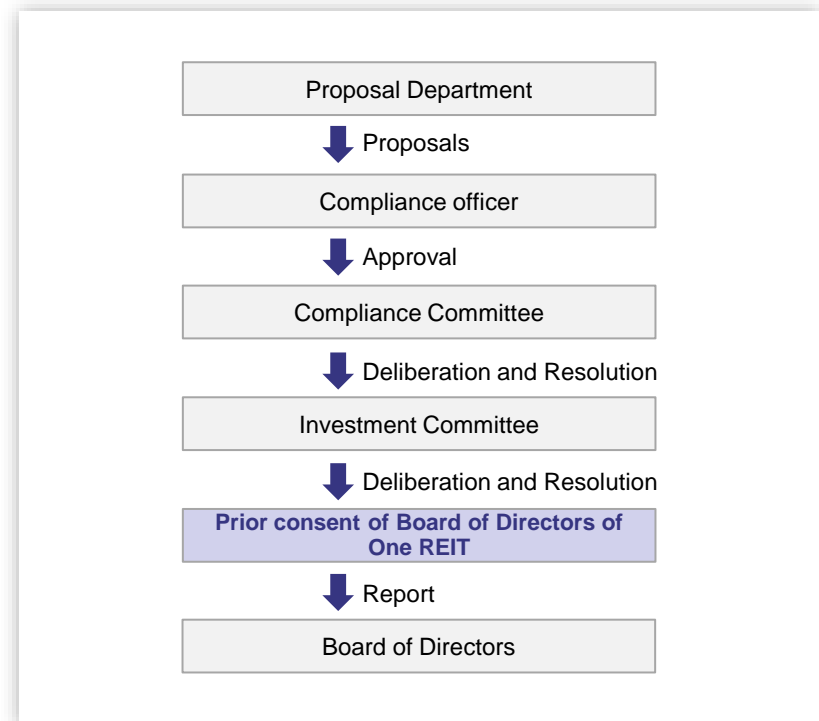 Proposal Department
Proposals
Compliance officer
Approval
Compliance Committee
Deliberation and Resolution
Investment Committee
Deliberation and Resolution
Prior consent of Board of Directors of
One REIT
Report
Board of Directors